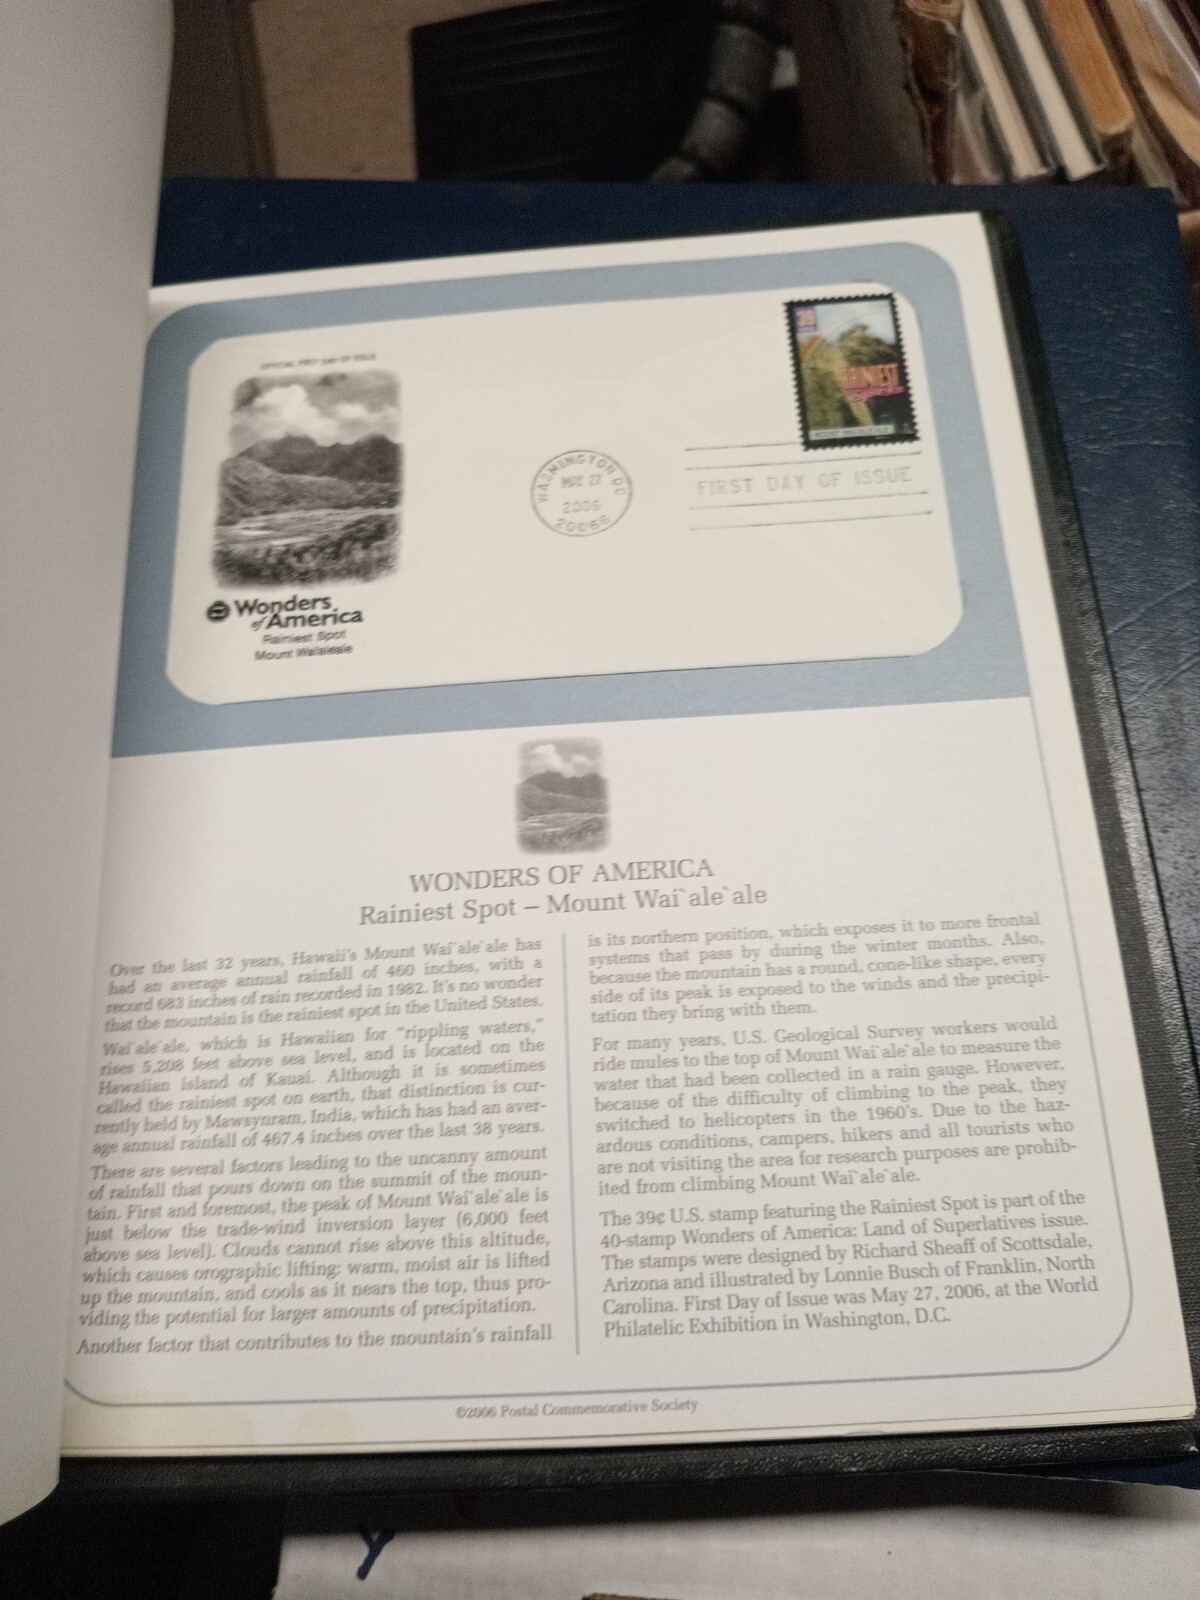 OFFICIAL FIRST DAY OF ISSUE
39
RAINIEST
Spot
WASHINGTON DC
MAY 27
2006
20066
FIRST DAY OF ISSUE
Wonders
of America
Rainiest Spot
Mount Waialeale
WONDERS OF AMERICA
Rainiest Spot – Mount Wai`ale`ale
Over the last 32 years, Hawaii's Mount Wai`ale`ale has
had an average annual rainfall of 460 inches, with a
record 683 inches of rain recorded in 1982. It's no wonder
that the mountain is the rainiest spot in the United States.
Wai`ale`ale, which is Hawaiian for “rippling waters,”
rises 5,208 feet above sea level, and is located on the
Hawaiian island of Kauai. Although it is sometimes
called the rainiest spot on earth, that distinction is cur-
rently held by Mawsynram, India, which has had an aver-
age annual rainfall of 467.4 inches over the last 38 years.
There are several factors leading to the uncanny amount
of rainfall that pours down on the summit of the moun-
tain. First and foremost, the peak of Mount Wai`ale`ale is
just below the trade-wind inversion layer (6,000 feet
above sea level). Clouds cannot rise above this altitude,
which causes orographic lifting: warm, moist air is lifted
up the mountain, and cools as it nears the top, thus pro-
viding the potential for larger amounts of precipitation.
Another factor that contributes to the mountain's rainfall
is its northern position, which exposes it to more frontal
systems that pass by during the winter months. Also,
because the mountain has a round, cone-like shape, every
side of its peak is exposed to the winds and the precipi-
tation they bring with them.
For many years, U.S. Geological Survey workers would
ride mules to the top of Mount Wai`ale`ale to measure the
water that had been collected in a rain gauge. However,
because of the difficulty of climbing to the peak, they
switched to helicopters in the 1960's. Due to the haz-
ardous conditions, campers, hikers and all tourists who
are not visiting the area for research purposes are prohib-
ited from climbing Mount Wai`ale`ale.
The 39¢ U.S. stamp featuring the Rainiest Spot is part of the
40-stamp Wonders of America: Land of Superlatives issue.
The stamps were designed by Richard Sheaff of Scottsdale,
Arizona and illustrated by Lonnie Busch of Franklin, North
Carolina. First Day of Issue was May 27, 2006, at the World
Philatelic Exhibition in Washington, D.C.
©2006 Postal Commemorative Society
Y